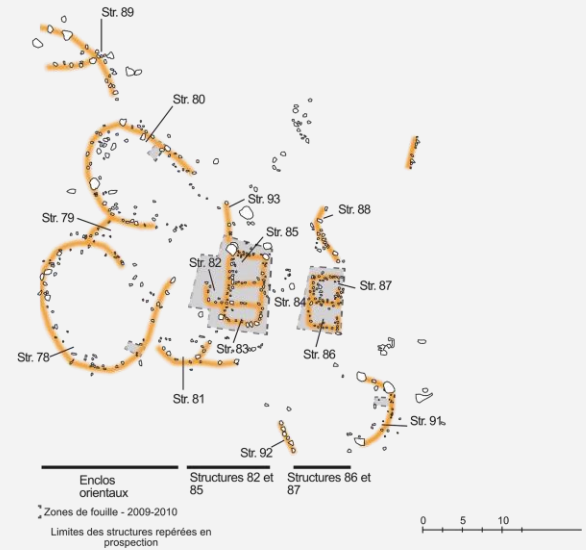 Str. 89
Str. 80
Str. 93
Str. 88
Str. 79
Str. 85
Str. 82
Str. 87
Str. 84
Str. 83
Str. 78
Str. 86
Str. 81
Str. 91
Str. 92
Enclos
orientaux
Structures 82 et
85
Structures 86 et
87
Zones de fouille - 2009-2010
Limites des structures repérées en
prospection
0 5 10